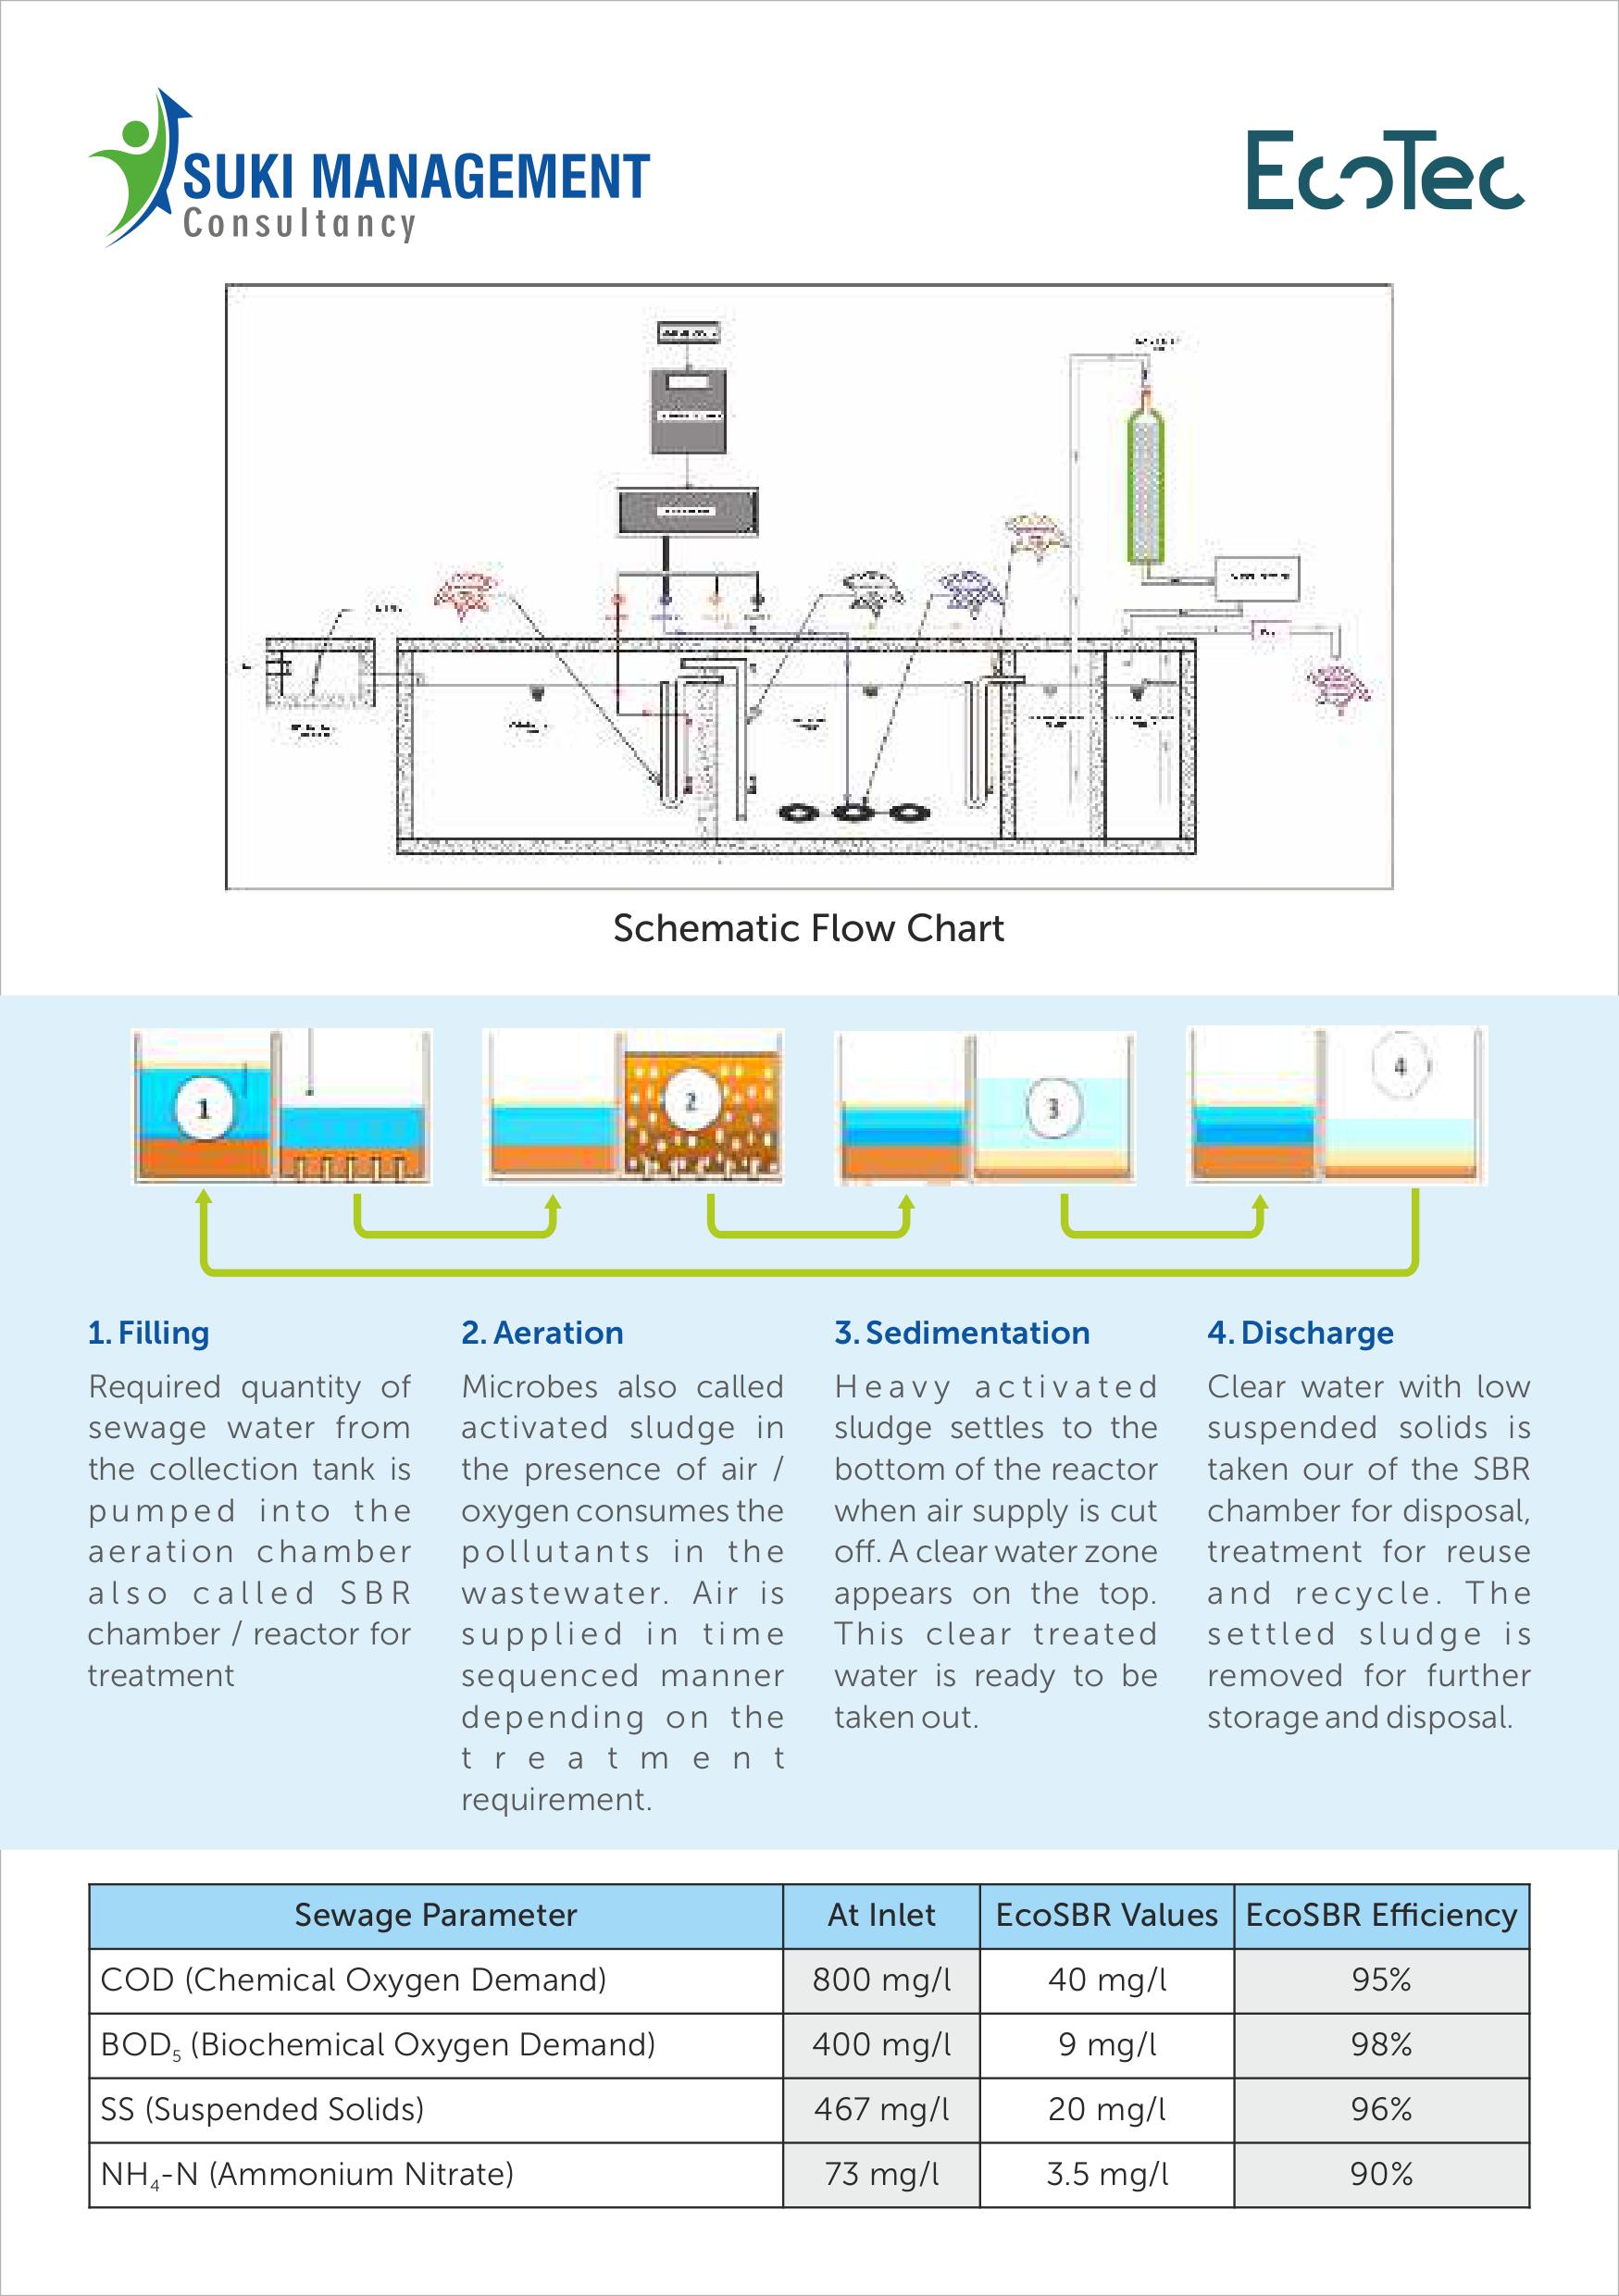 SUKI MANAGEMENT
Consultancy
EcoTec
Schematic Flow Chart
1
2
3
4
1. Filling
Required quantity of
sewage water from
the collection tank is
pumped into the
aeration chamber
also called SBR
chamber / reactor for
treatment
2. Aeration
Microbes also called
activated sludge in
the presence of air /
oxygen consumes the
pollutants in the
wastewater. Air is
supplied in time
sequenced manner
depending on the
treatment
requirement.
3. Sedimentation
Heavy activated
sludge settles to the
bottom of the reactor
when air supply is cut
off. A clear water zone
appears on the top.
This clear treated
water is ready to be
taken out.
4. Discharge
Clear water with low
suspended solids is
taken our of the SBR
chamber for disposal,
treatment for reuse
and recycle. The
settled sludge is
removed for further
storage and disposal.
Sewage Parameter At Inlet EcoSBR Values EcoSBR Efficiency
COD (Chemical Oxygen Demand) 800 mg/l 40 mg/l 95%
BOD₅ (Biochemical Oxygen Demand) 400 mg/l 9 mg/l 98%
SS (Suspended Solids) 467 mg/l 20 mg/l 96%
NH₄-N (Ammonium Nitrate) 73 mg/l 3.5 mg/l 90%